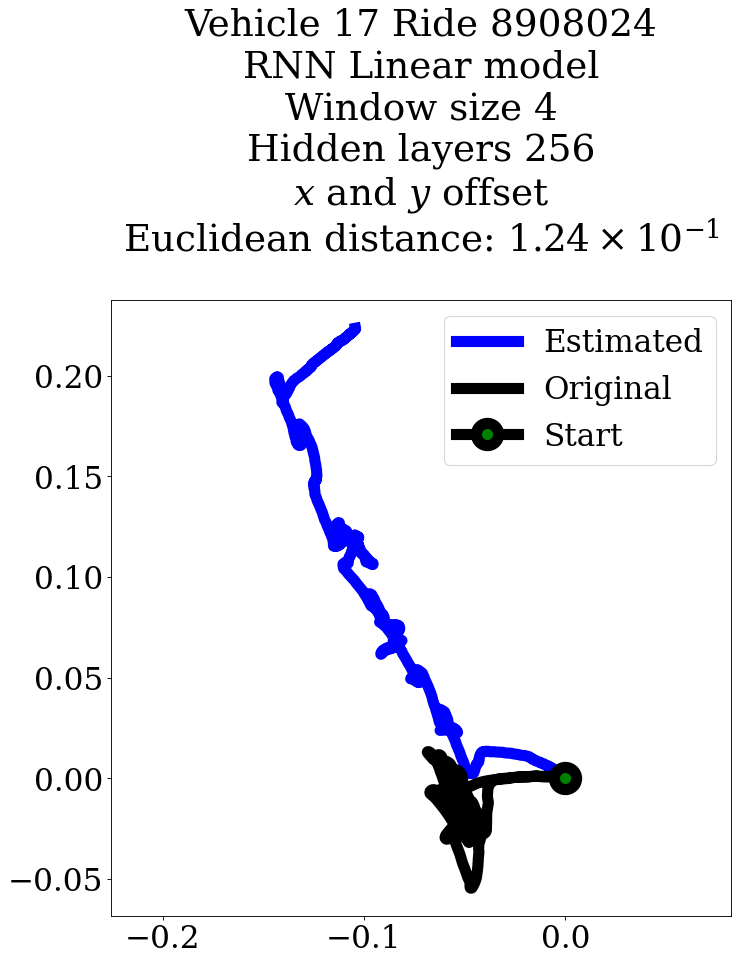 Vehicle 17 Ride 8908024
RNN Linear model
Window size 4
Hidden layers 256
x and y offset
Euclidean distance: 1.24 × 10⁻¹
Estimated
Original
Start
0.20
0.15
0.10
0.05
0.00
−0.05
−0.2 −0.1 0.0